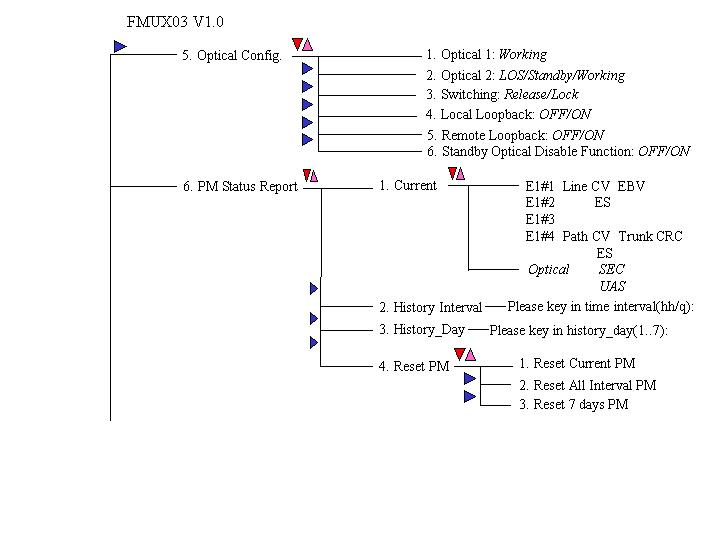 FMUX03 V1.0
5. Optical Config.
1. Optical 1: Working
2. Optical 2: LOS/Standby/Working
3. Switching: Release/Lock
4. Local Loopback: OFF/ON
5. Remote Loopback: OFF/ON
6. Standby Optical Disable Function: OFF/ON
6. PM Status Report
1. Current
E1#1 Line CV EBV
E1#2 ES
E1#3
E1#4 Path CV Trunk CRC
ES
Optical SEC
UAS
2. History Interval
Please key in time interval(hh/q):
3. History_Day
Please key in history_day(1..7):
4. Reset PM
1. Reset Current PM
2. Reset All Interval PM
3. Reset 7 days PM